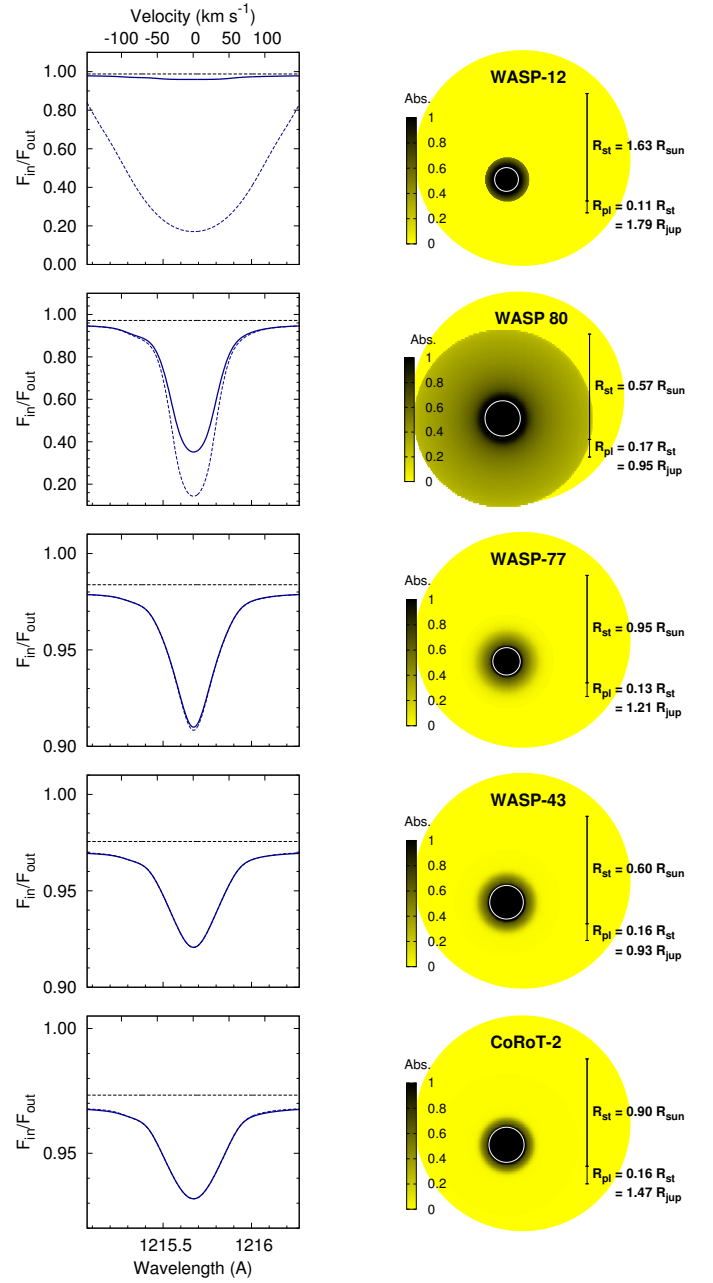 Velocity (km s⁻¹)
-100 -50 0 50 100
1.00
0.80
0.60
0.40
0.20
0.00
F_in/F_out
WASP-12
Abs.
1
0.8
0.6
0.4
0.2
0
R_st = 1.63 R_sun
R_pl = 0.11 R_st
= 1.79 R_jup
1.00
0.80
0.60
0.40
0.20
F_in/F_out
WASP 80
Abs.
1
0.8
0.6
0.4
0.2
0
R_st = 0.57 R_sun
R_pl = 0.17 R_st
= 0.95 R_jup
1.00
0.95
0.90
F_in/F_out
WASP-77
Abs.
1
0.8
0.6
0.4
0.2
0
R_st = 0.95 R_sun
R_pl = 0.13 R_st
= 1.21 R_jup
1.00
0.95
0.90
F_in/F_out
WASP-43
Abs.
1
0.8
0.6
0.4
0.2
0
R_st = 0.60 R_sun
R_pl = 0.16 R_st
= 0.93 R_jup
1.00
0.95
F_in/F_out
CoRoT-2
Abs.
1
0.8
0.6
0.4
0.2
0
R_st = 0.90 R_sun
R_pl = 0.16 R_st
= 1.47 R_jup
1215.5 1216
Wavelength (A)